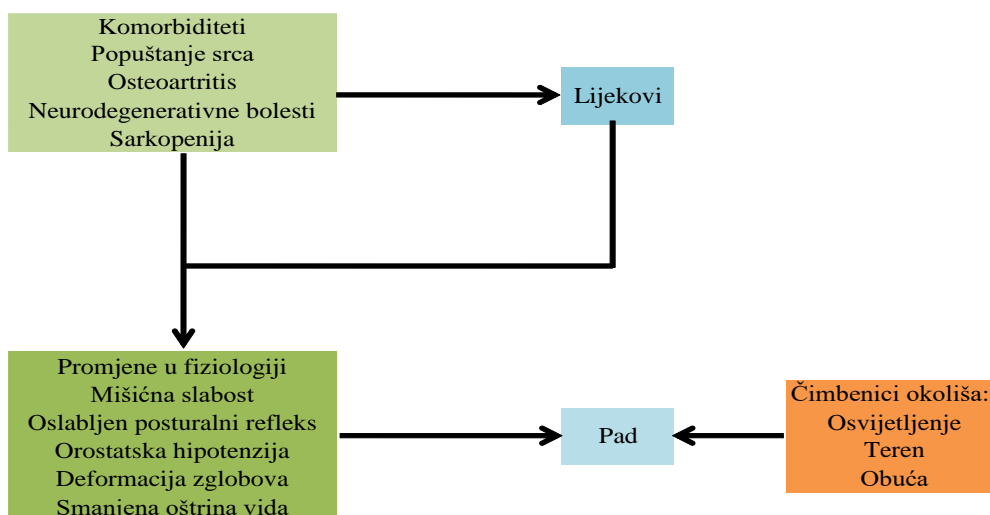 Komorbiditeti
Popuštanje srca
Osteoartritis
Neurodegenerativne bolesti
Sarkopenija
Lijekovi
Promjene u fiziologiji
Mišićna slabost
Oslabljen posturalni refleks
Orostatska hipotenzija
Deformacija zglobova
Smanjena oštrina vida
Pad
Čimbenici okoliša:
Osvijetljenje
Teren
Obuća